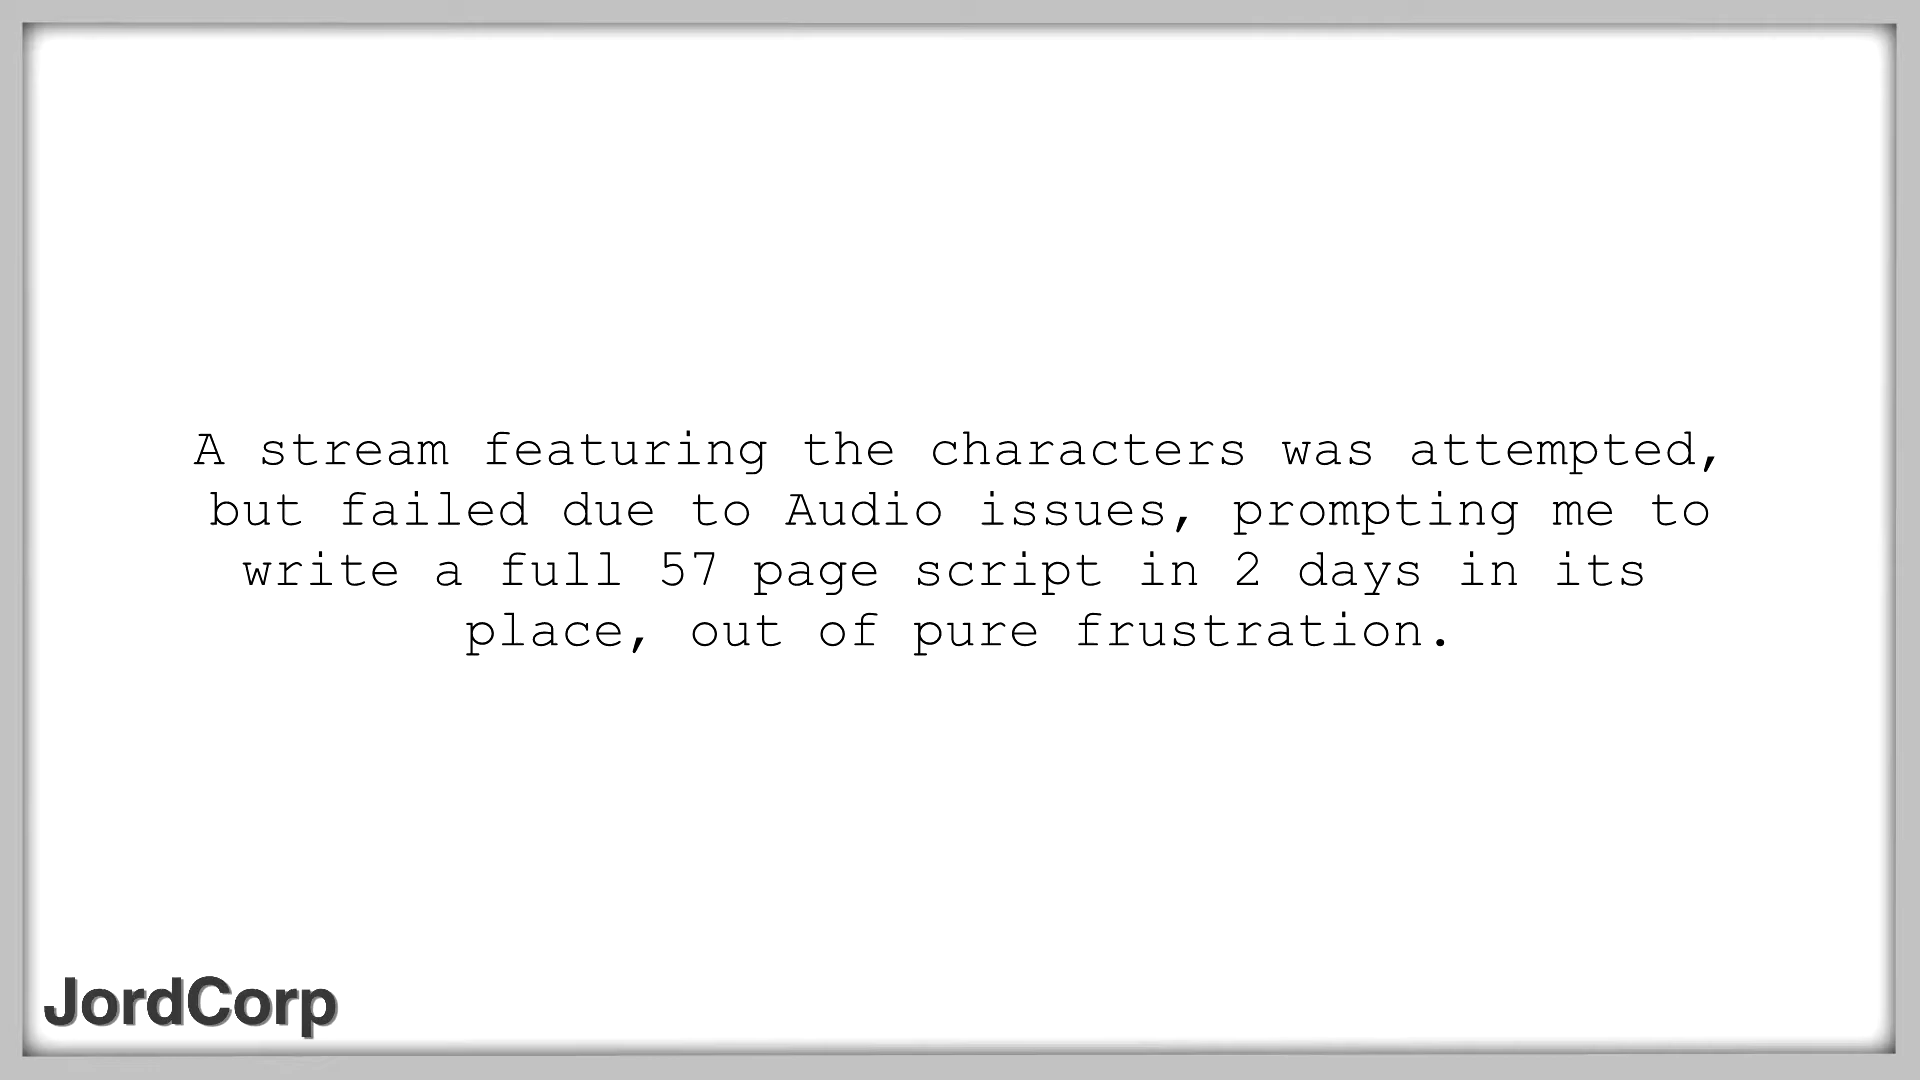 A stream featuring the characters was attempted,
but failed due to Audio issues, prompting me to
write a full 57 page script in 2 days in its
place, out of pure frustration.
JordCorp